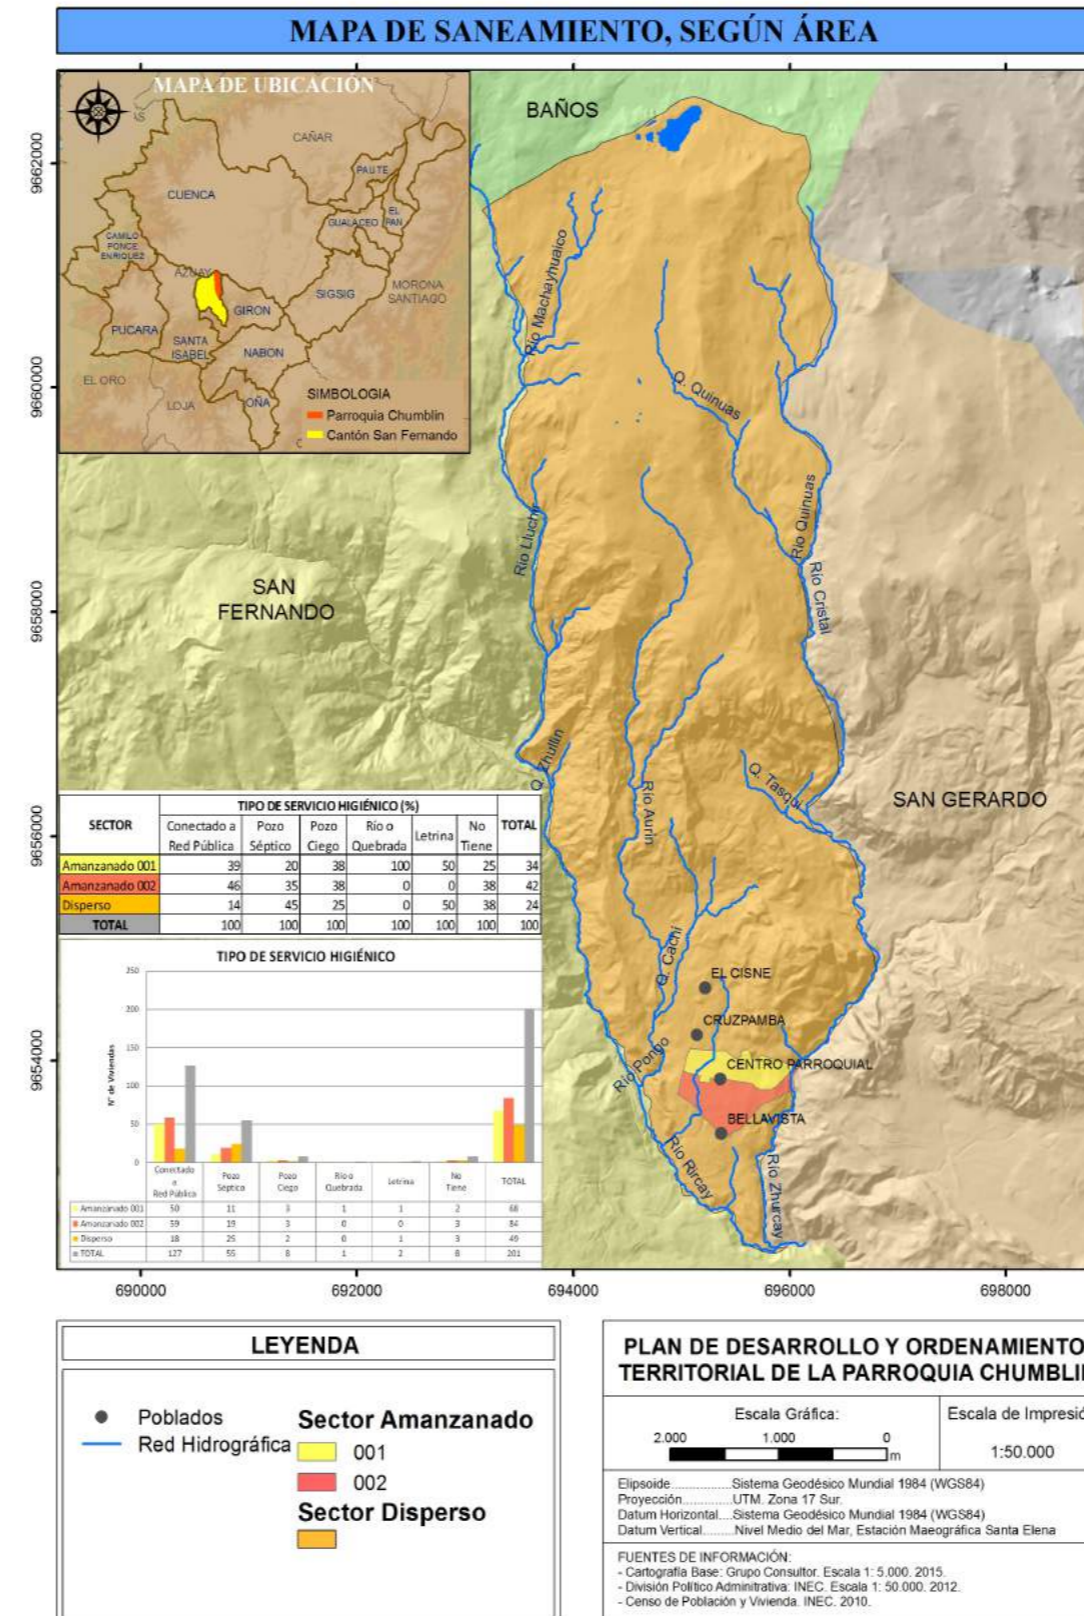 MAPA DE SANEAMIENTO, SEGÚN ÁREA
MAPA DE UBICACIÓN
AS
CAÑAR
PAUTE
CUENCA
EL
PAN
GUALACEO
CAMILO
PONCE
ENRIQUEZ
AZUAY
SIGSIG
MORONA
SANTIAGO
GIRON
PUCARA
SANTA
ISABEL
NABON
EL ORO
LOJA
OÑA
SIMBOLOGIA
Parroquia Chumblin
Cantón San Fernando
9662000
9660000
9658000
9656000
9654000
BAÑOS
Río Machayhuaico
Q. Quinuas
Río Quinuas
Río Lluchir
Río Cristal
SAN
FERNANDO
Q. Zhullin
Río Aurin
Q. Tasqui
SAN GERARDO
Q. Cachi
EL CISNE
CRUZPAMBA
CENTRO PARROQUIAL
Río Pongo
BELLAVISTA
Río Rircay
Río Zhurcay
SECTOR TIPO DE SERVICIO HIGIÉNICO (%) TOTAL
Conectado a Red Pública Pozo Séptico Pozo Ciego Río o Quebrada Letrina No Tiene
Amanzanado 001 39 20 38 100 50 25 34
Amanzanado 002 46 35 38 0 0 38 42
Disperso 14 45 25 0 50 38 24
TOTAL 100 100 100 100 100 100 100
TIPO DE SERVICIO HIGIÉNICO
N° de Viviendas
250
200
150
100
50
0
Conectado a Red Pública Pozo Séptico Pozo Ciego Río o Quebrada Letrina No Tiene TOTAL
Amanzanado 001 50 11 3 1 1 2 68
Amanzanado 002 59 19 3 0 0 3 84
Disperso 18 25 2 0 1 3 49
TOTAL 127 55 8 1 2 8 201
690000 692000 694000 696000 698000
LEYENDA
Poblados
Red Hidrográfica
Sector Amanzanado
001
002
Sector Disperso
PLAN DE DESARROLLO Y ORDENAMIENTO
TERRITORIAL DE LA PARROQUIA CHUMBLI
Escala Gráfica:
2.000 1.000 0
m
Escala de Impresió
1:50.000
Elipsoide................Sistema Geodésico Mundial 1984 (WGS84)
Proyección.............UTM. Zona 17 Sur.
Datum Horizontal....Sistema Geodésico Mundial 1984 (WGS84)
Datum Vertical.........Nivel Medio del Mar, Estación Maeográfica Santa Elena
FUENTES DE INFORMACIÓN:
- Cartografía Base: Grupo Consultor. Escala 1: 5.000. 2015.
- División Político Adminitrativa: INEC. Escala 1: 50.000. 2012.
- Censo de Población y Vivienda. INEC. 2010.